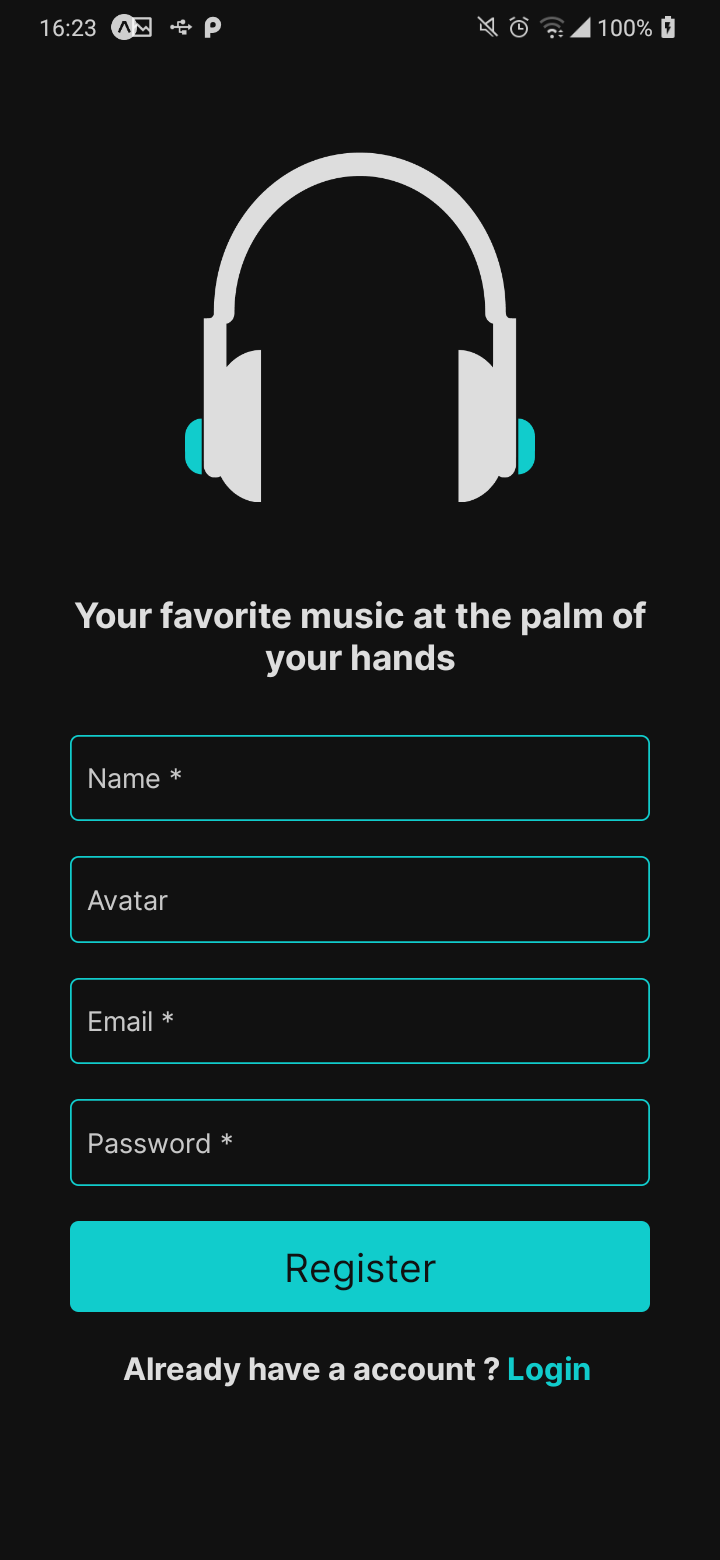 16:23 100%
Your favorite music at the palm of
your hands
Name *
Avatar
Email *
Password *
Register
Already have a account ? Login